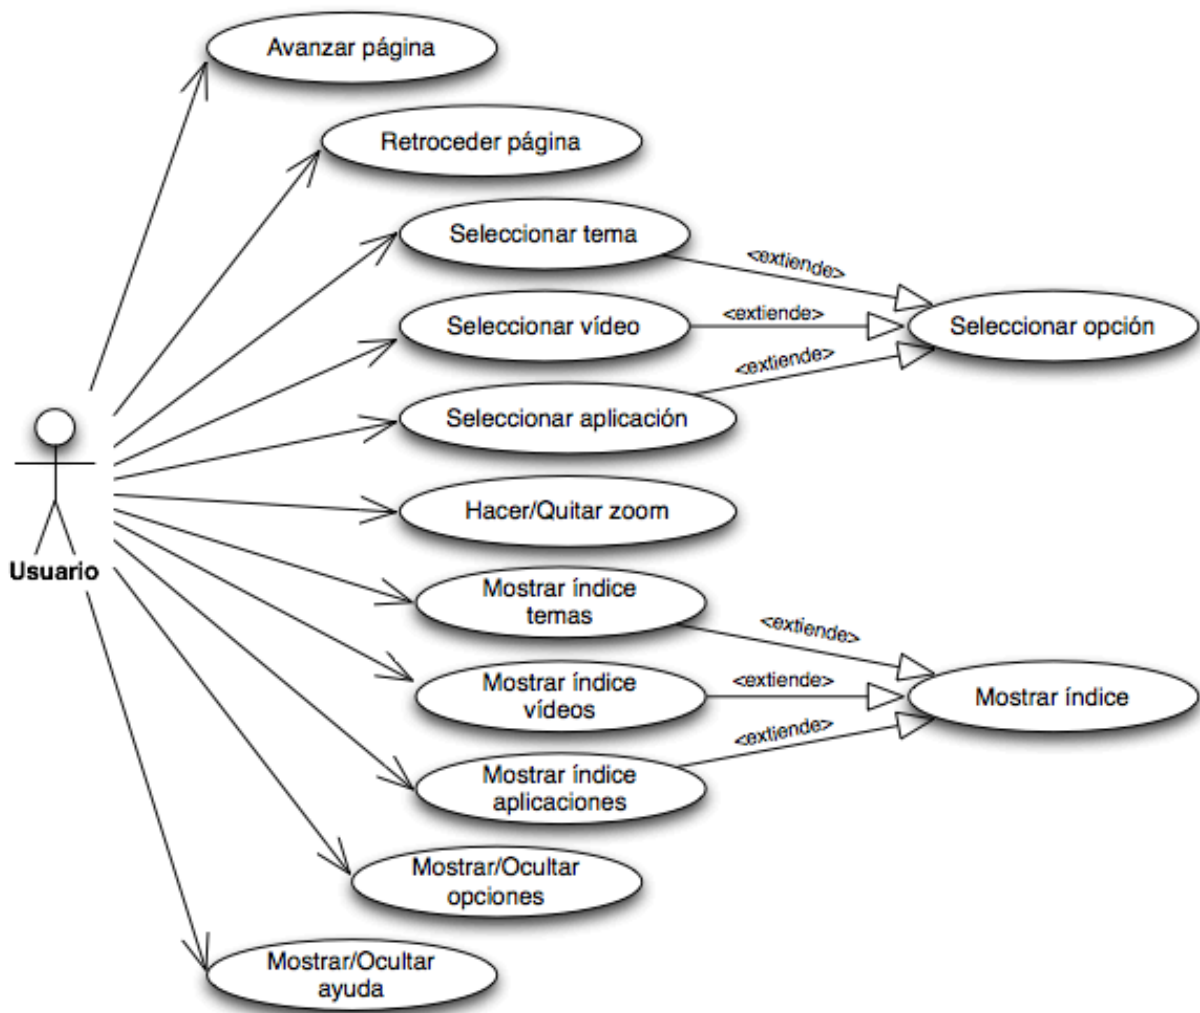 Avanzar página
Retroceder página
Seleccionar tema
<extiende>
Seleccionar vídeo
<extiende>
Seleccionar opción
<extiende>
Seleccionar aplicación
Hacer/Quitar zoom
Usuario
Mostrar índice
temas
<extiende>
Mostrar índice
vídeos
<extiende>
Mostrar índice
<extiende>
Mostrar índice
aplicaciones
Mostrar/Ocultar
opciones
Mostrar/Ocultar
ayuda